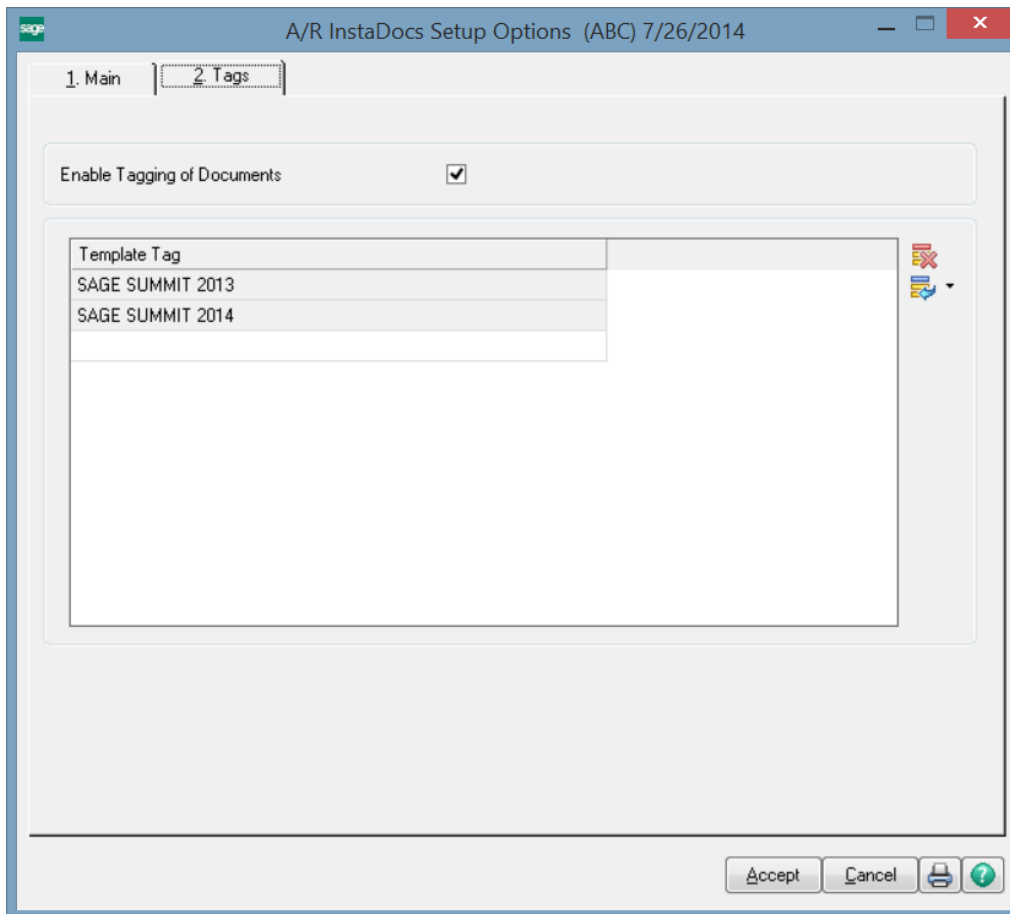 sage
A/R InstaDocs Setup Options (ABC) 7/26/2014
1. Main
2. Tags
Enable Tagging of Documents
Template Tag
SAGE SUMMIT 2013
SAGE SUMMIT 2014
Accept
Cancel
?